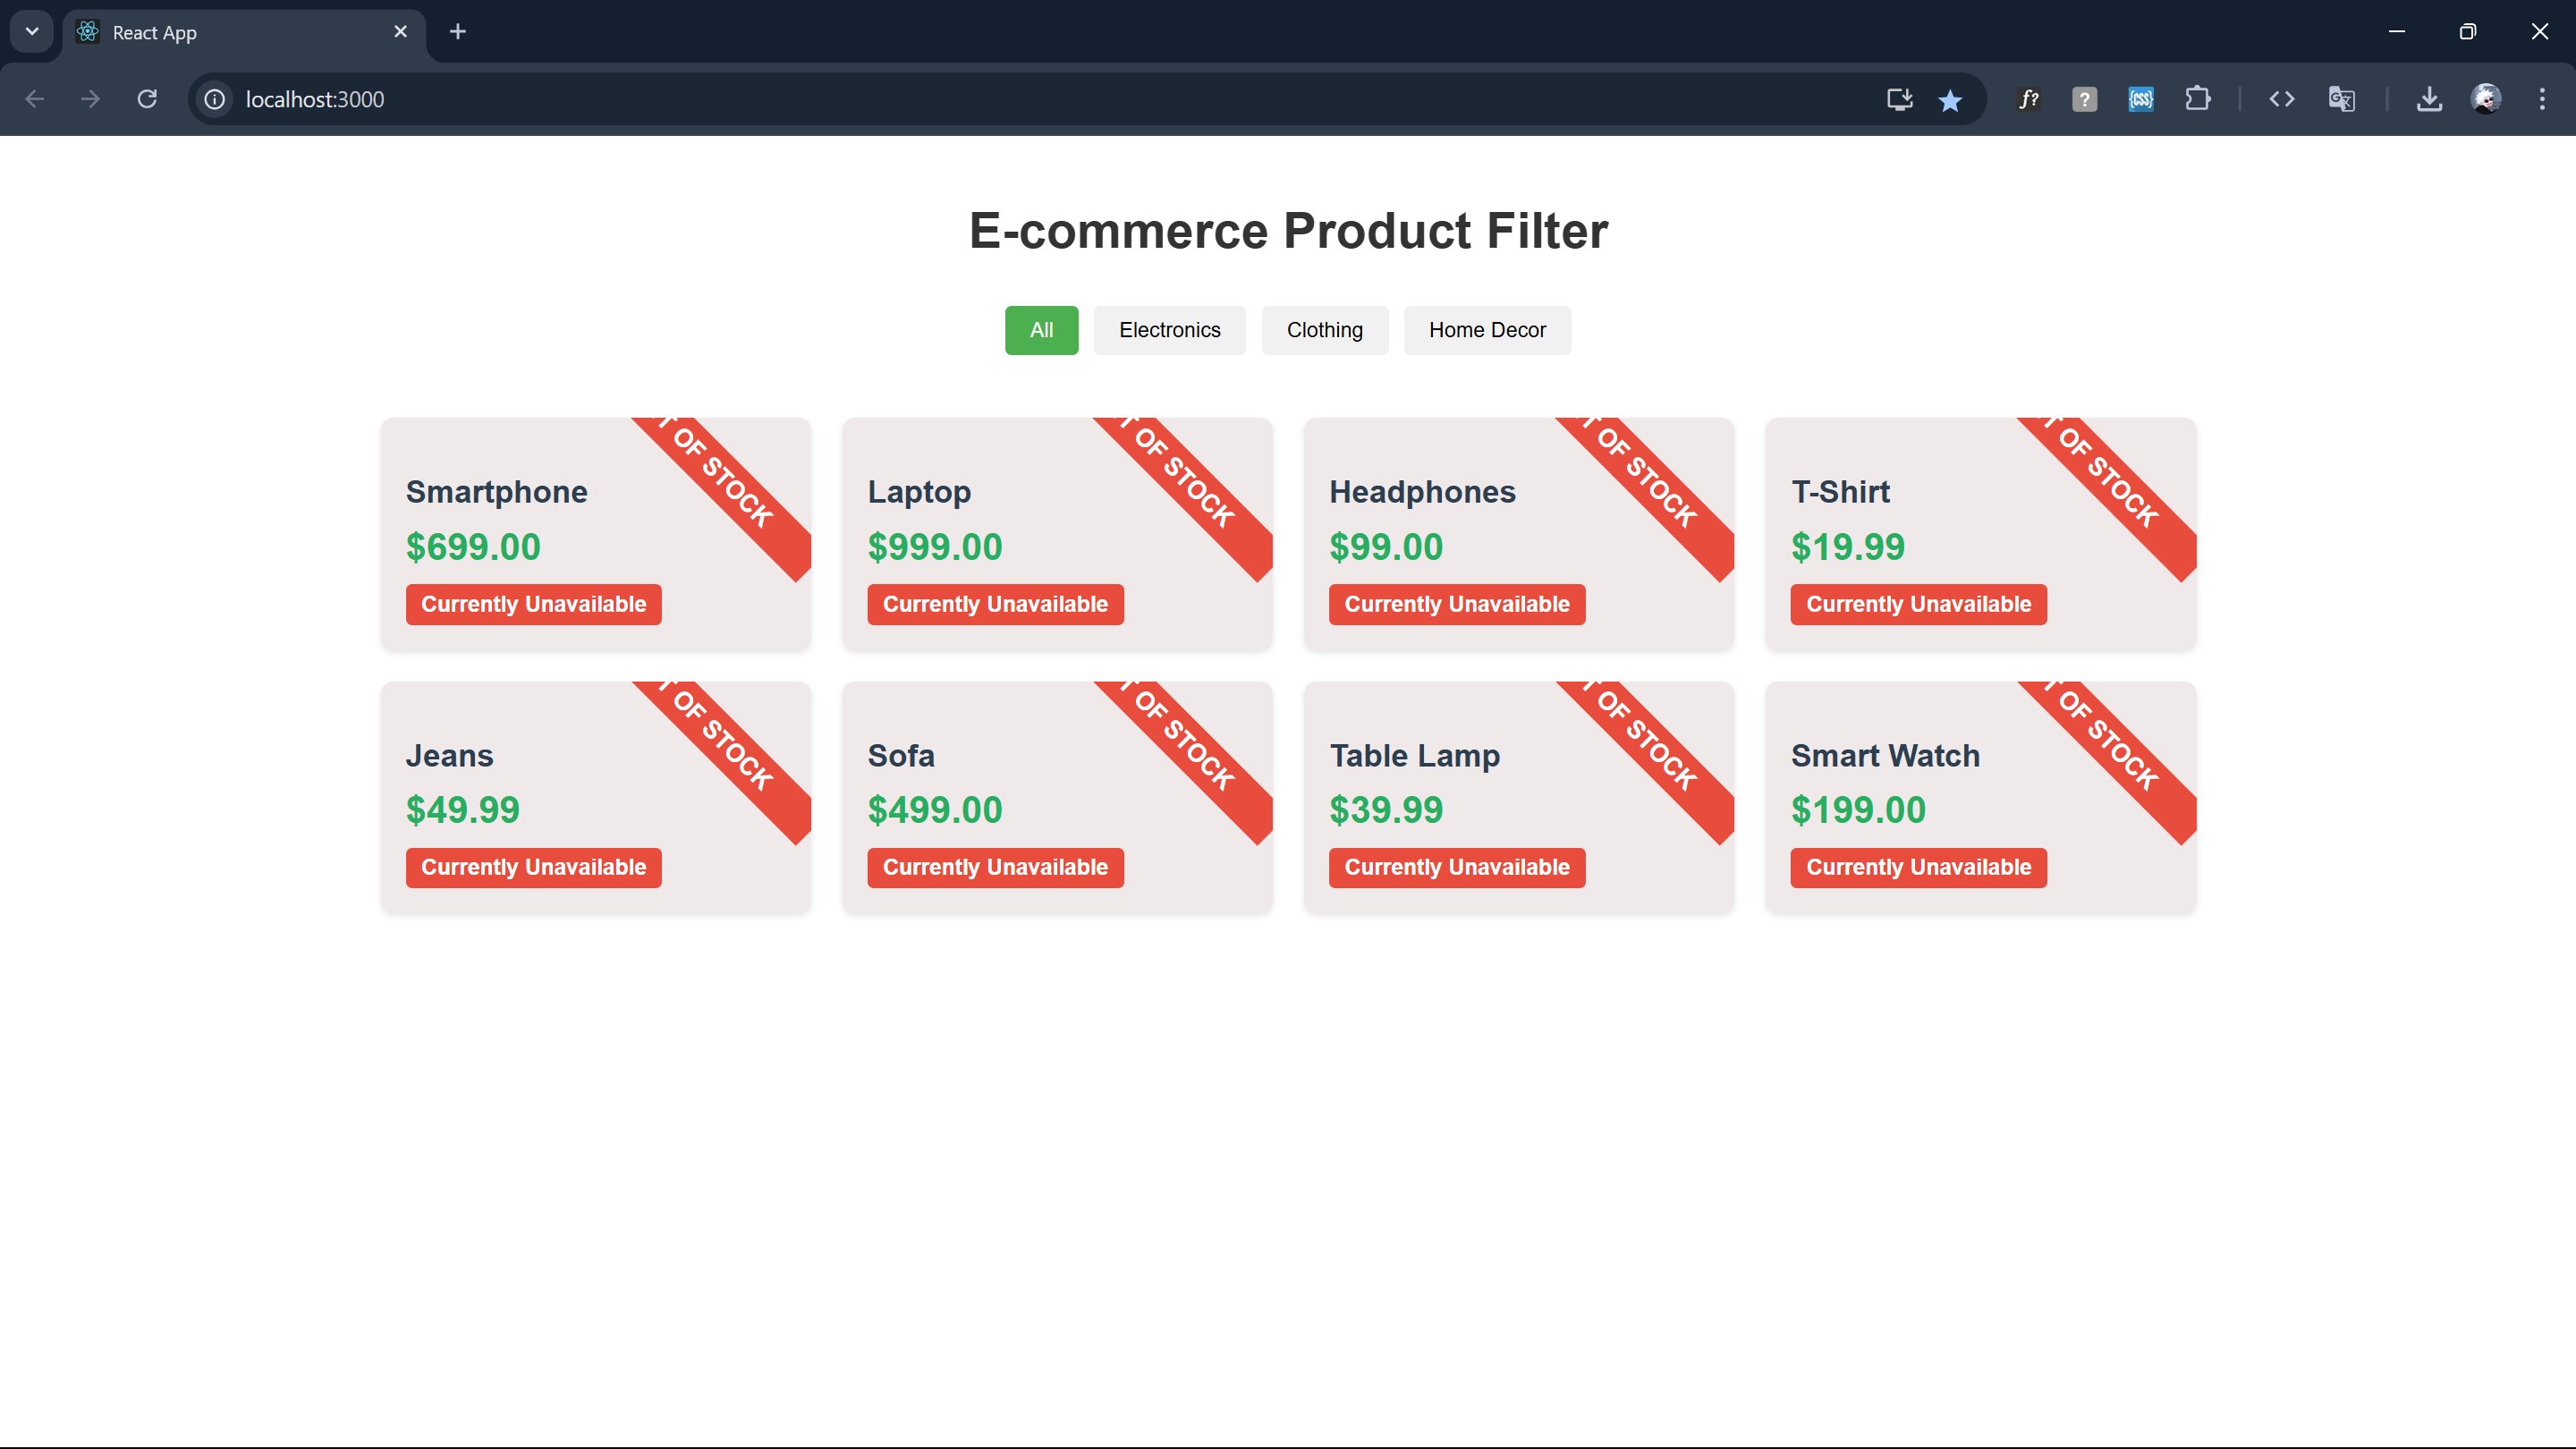 React App
localhost:3000
E-commerce Product Filter
All Electronics Clothing Home Decor
T OF STOCK T OF STOCK T OF STOCK T OF STOCK
Smartphone Laptop Headphones T-Shirt
$699.00 $999.00 $99.00 $19.99
Currently Unavailable Currently Unavailable Currently Unavailable Currently Unavailable
T OF STOCK T OF STOCK T OF STOCK T OF STOCK
Jeans Sofa Table Lamp Smart Watch
$49.99 $499.00 $39.99 $199.00
Currently Unavailable Currently Unavailable Currently Unavailable Currently Unavailable